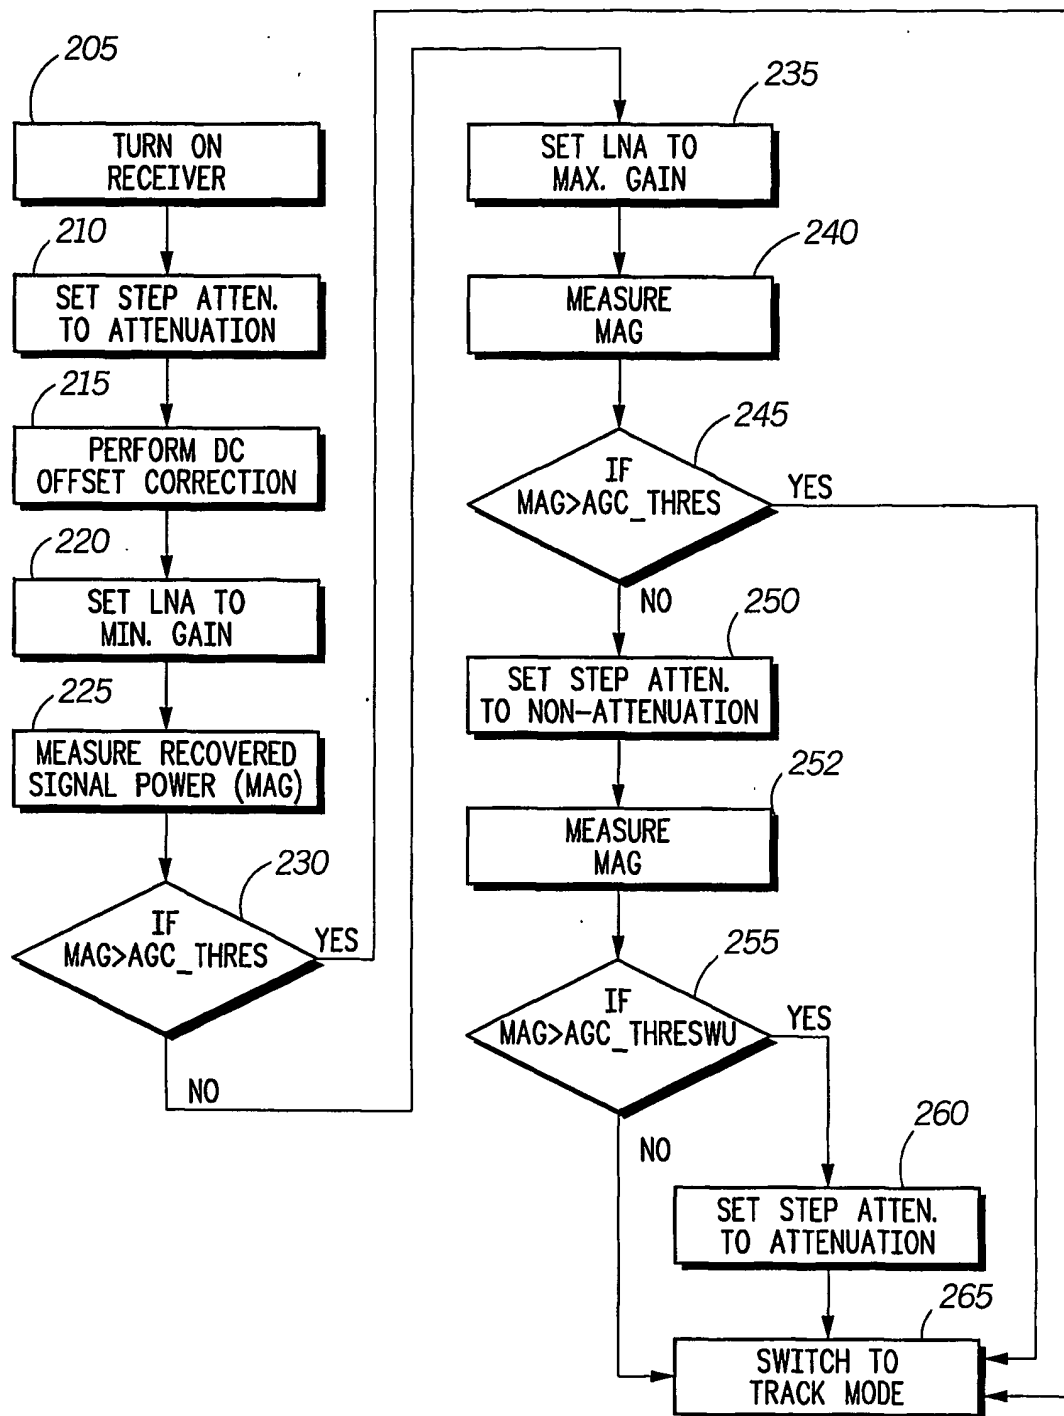 205
TURN ON
RECEIVER
210
SET STEP ATTEN.
TO ATTENUATION
215
PERFORM DC
OFFSET CORRECTION
220
SET LNA TO
MIN. GAIN
225
MEASURE RECOVERED
SIGNAL POWER (MAG)
230
IF
MAG>AGC_THRES
YES
NO
235
SET LNA TO
MAX. GAIN
240
MEASURE
MAG
245
IF
MAG>AGC_THRES
YES
NO
250
SET STEP ATTEN.
TO NON-ATTENUATION
252
MEASURE
MAG
255
IF
MAG>AGC_THRESWU
YES
NO
260
SET STEP ATTEN.
TO ATTENUATION
265
SWITCH TO
TRACK MODE